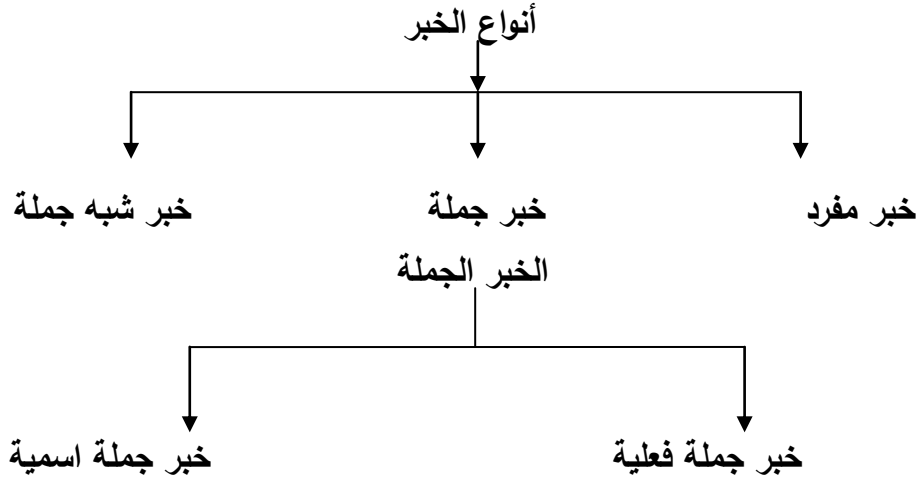 أنواع الخبر
خبر مفرد
خبر جملة
خبر شبه جملة
الخبر الجملة
خبر جملة فعلية
خبر جملة اسمية